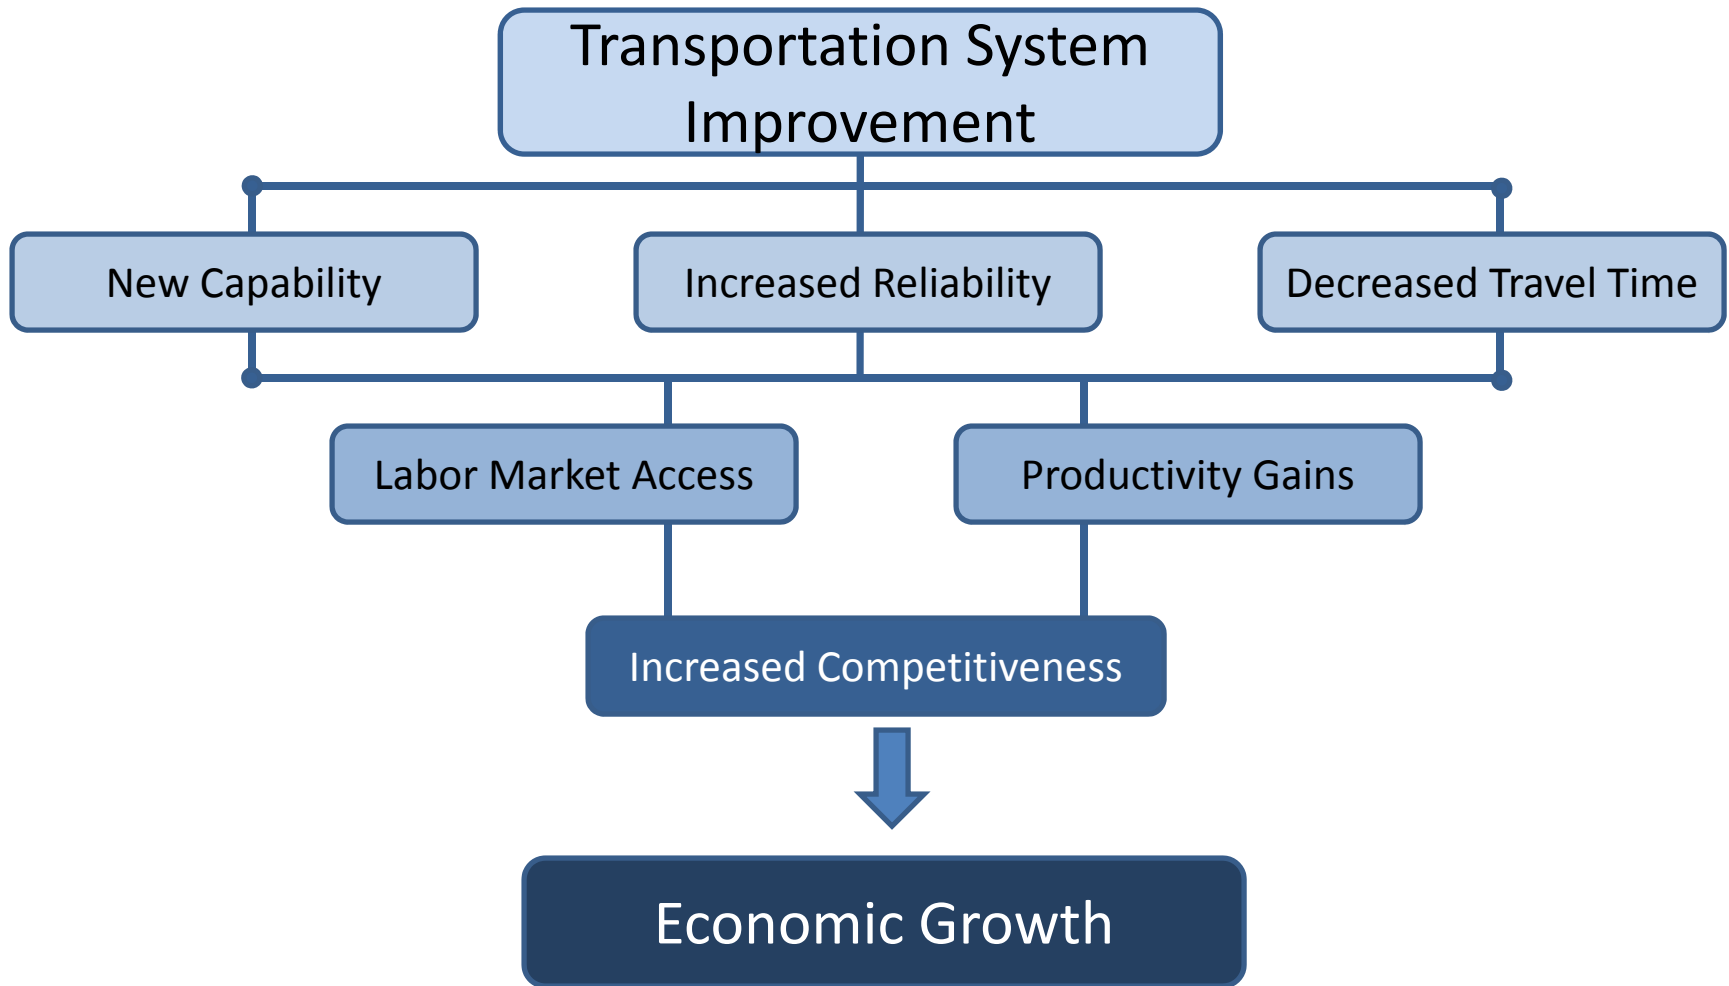 Transportation System
Improvement
New Capability
Increased Reliability
Decreased Travel Time
Labor Market Access
Productivity Gains
Increased Competitiveness
Economic Growth